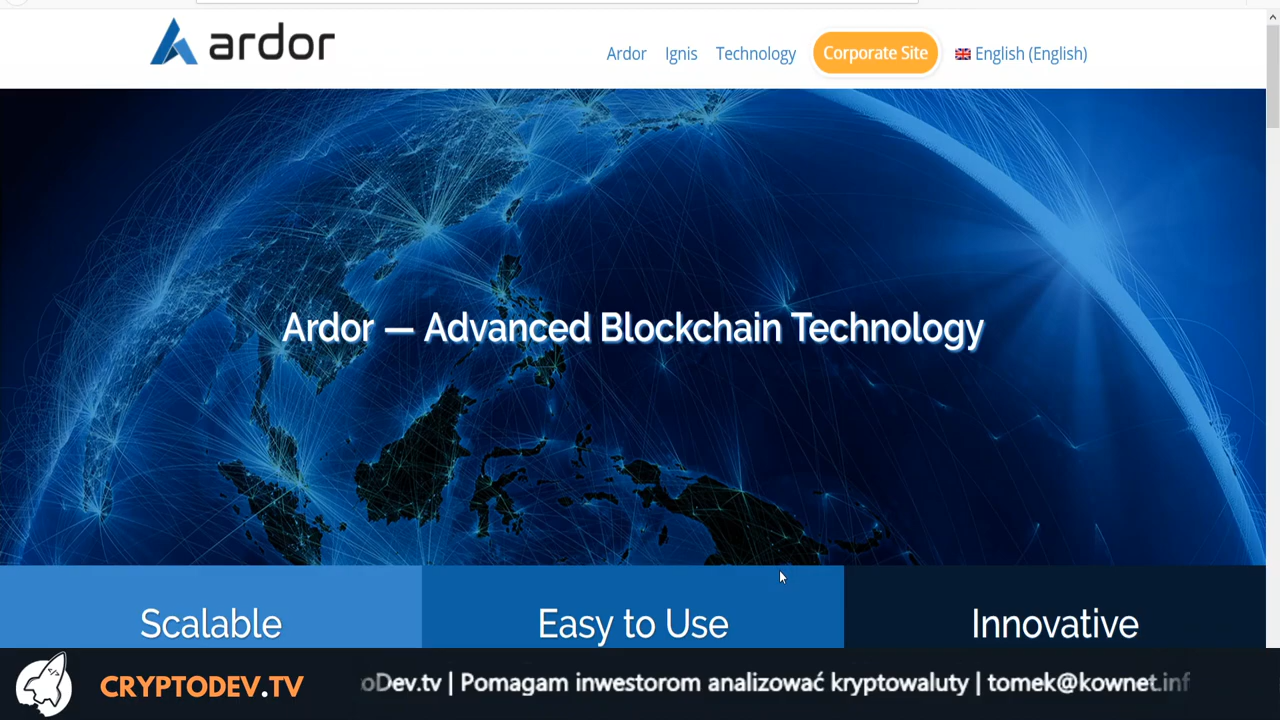 ardor
Ardor Ignis Technology Corporate Site English (English)
Ardor — Advanced Blockchain Technology
Scalable Easy to Use Innovative
CRYPTODEV.TV oDev.tv | Pomagam inwestorom analizować kryptowaluty | tomek@kownet.inf